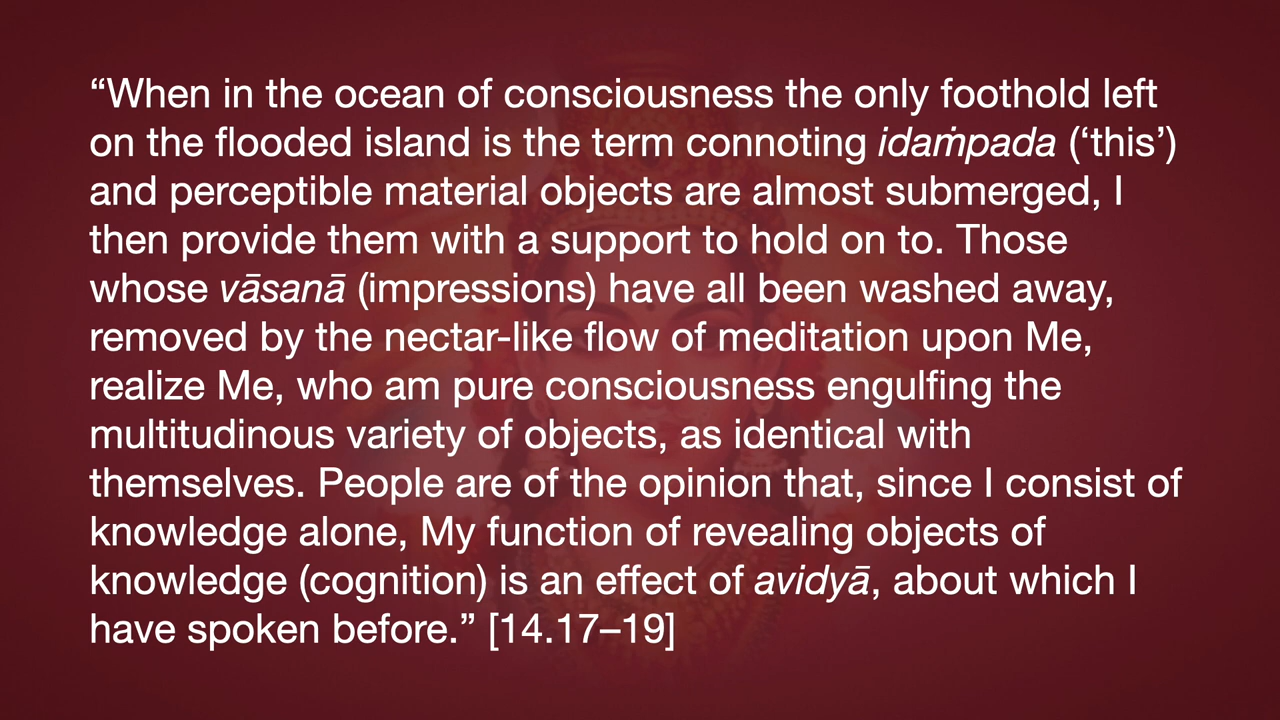 “When in the ocean of consciousness the only foothold left
on the flooded island is the term connoting idaṁpada (‘this’)
and perceptible material objects are almost submerged, I
then provide them with a support to hold on to. Those
whose vāsanā (impressions) have all been washed away,
removed by the nectar-like flow of meditation upon Me,
realize Me, who am pure consciousness engulfing the
multitudinous variety of objects, as identical with
themselves. People are of the opinion that, since I consist of
knowledge alone, My function of revealing objects of
knowledge (cognition) is an effect of avidyā, about which I
have spoken before.” [14.17–19]